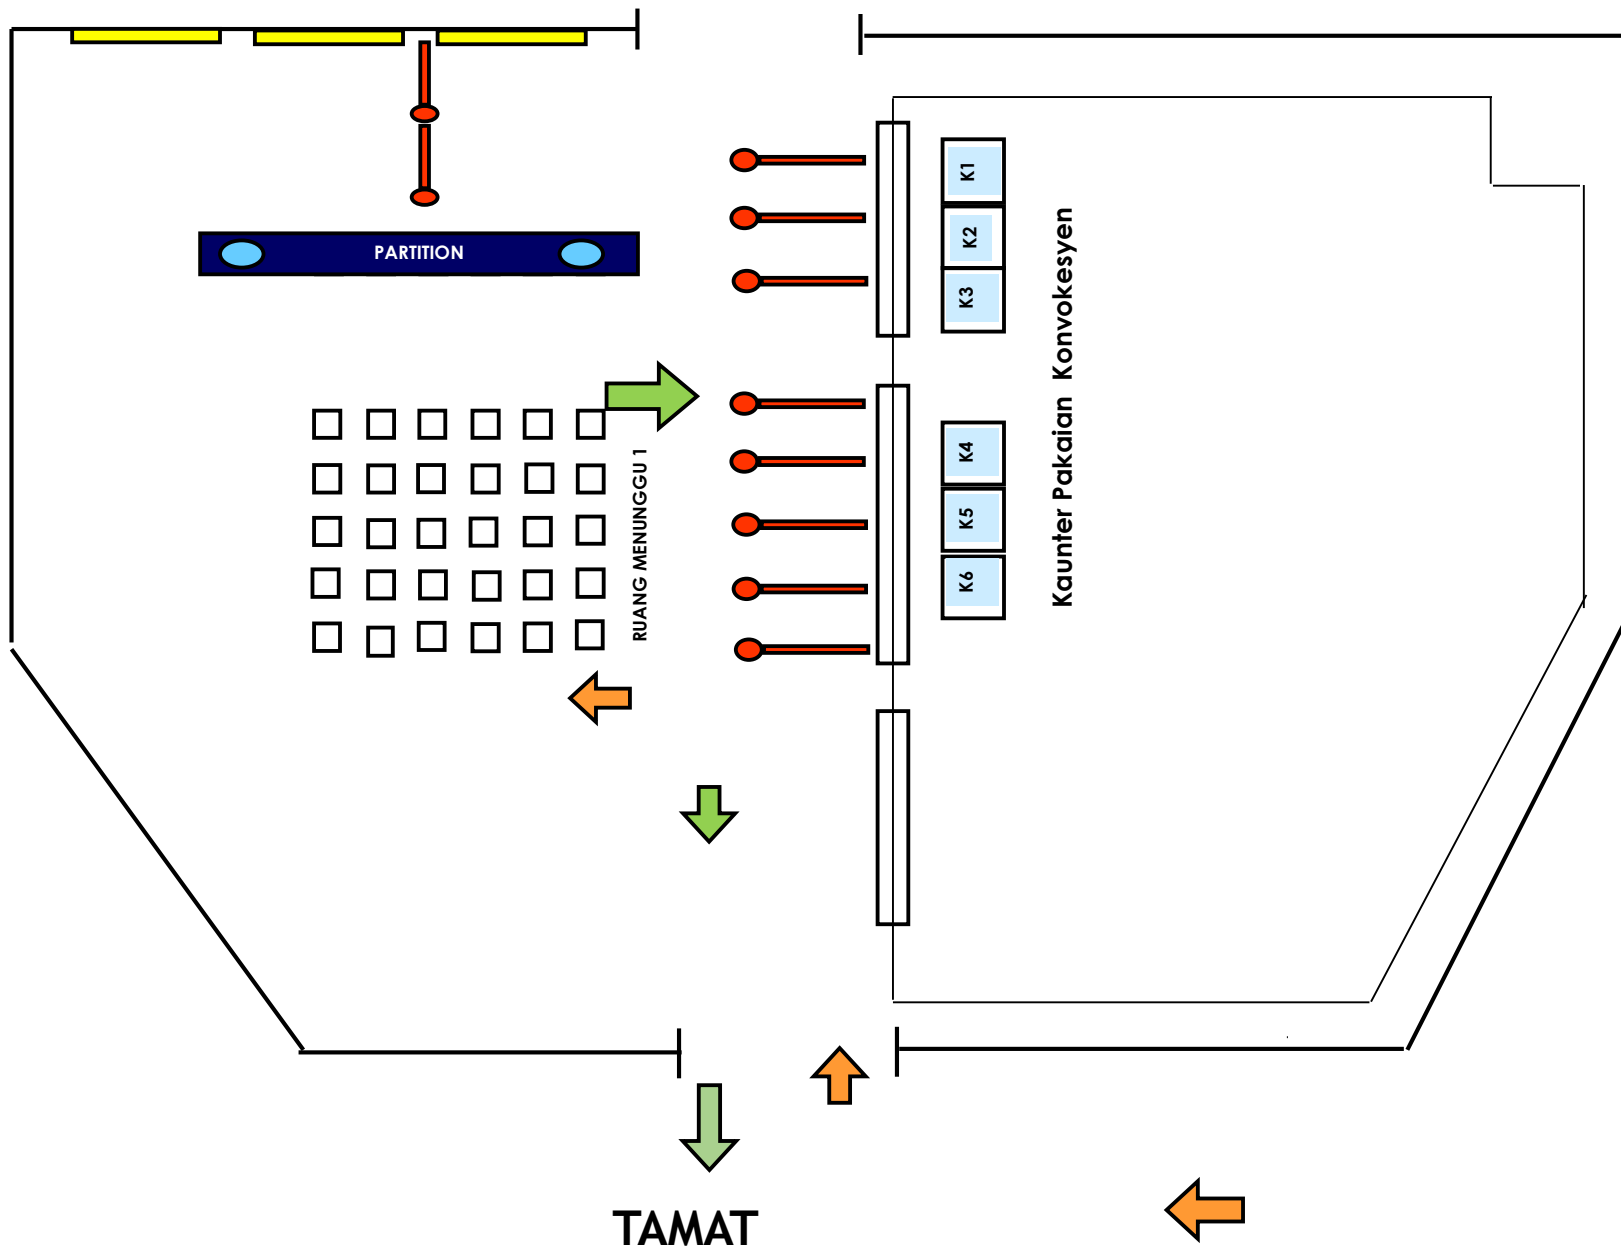 PARTITION
K1
K2
K3
Kaunter Pakaian Konvokesyen
K4
K5
K6
RUANG MENUNGGU 1
TAMAT